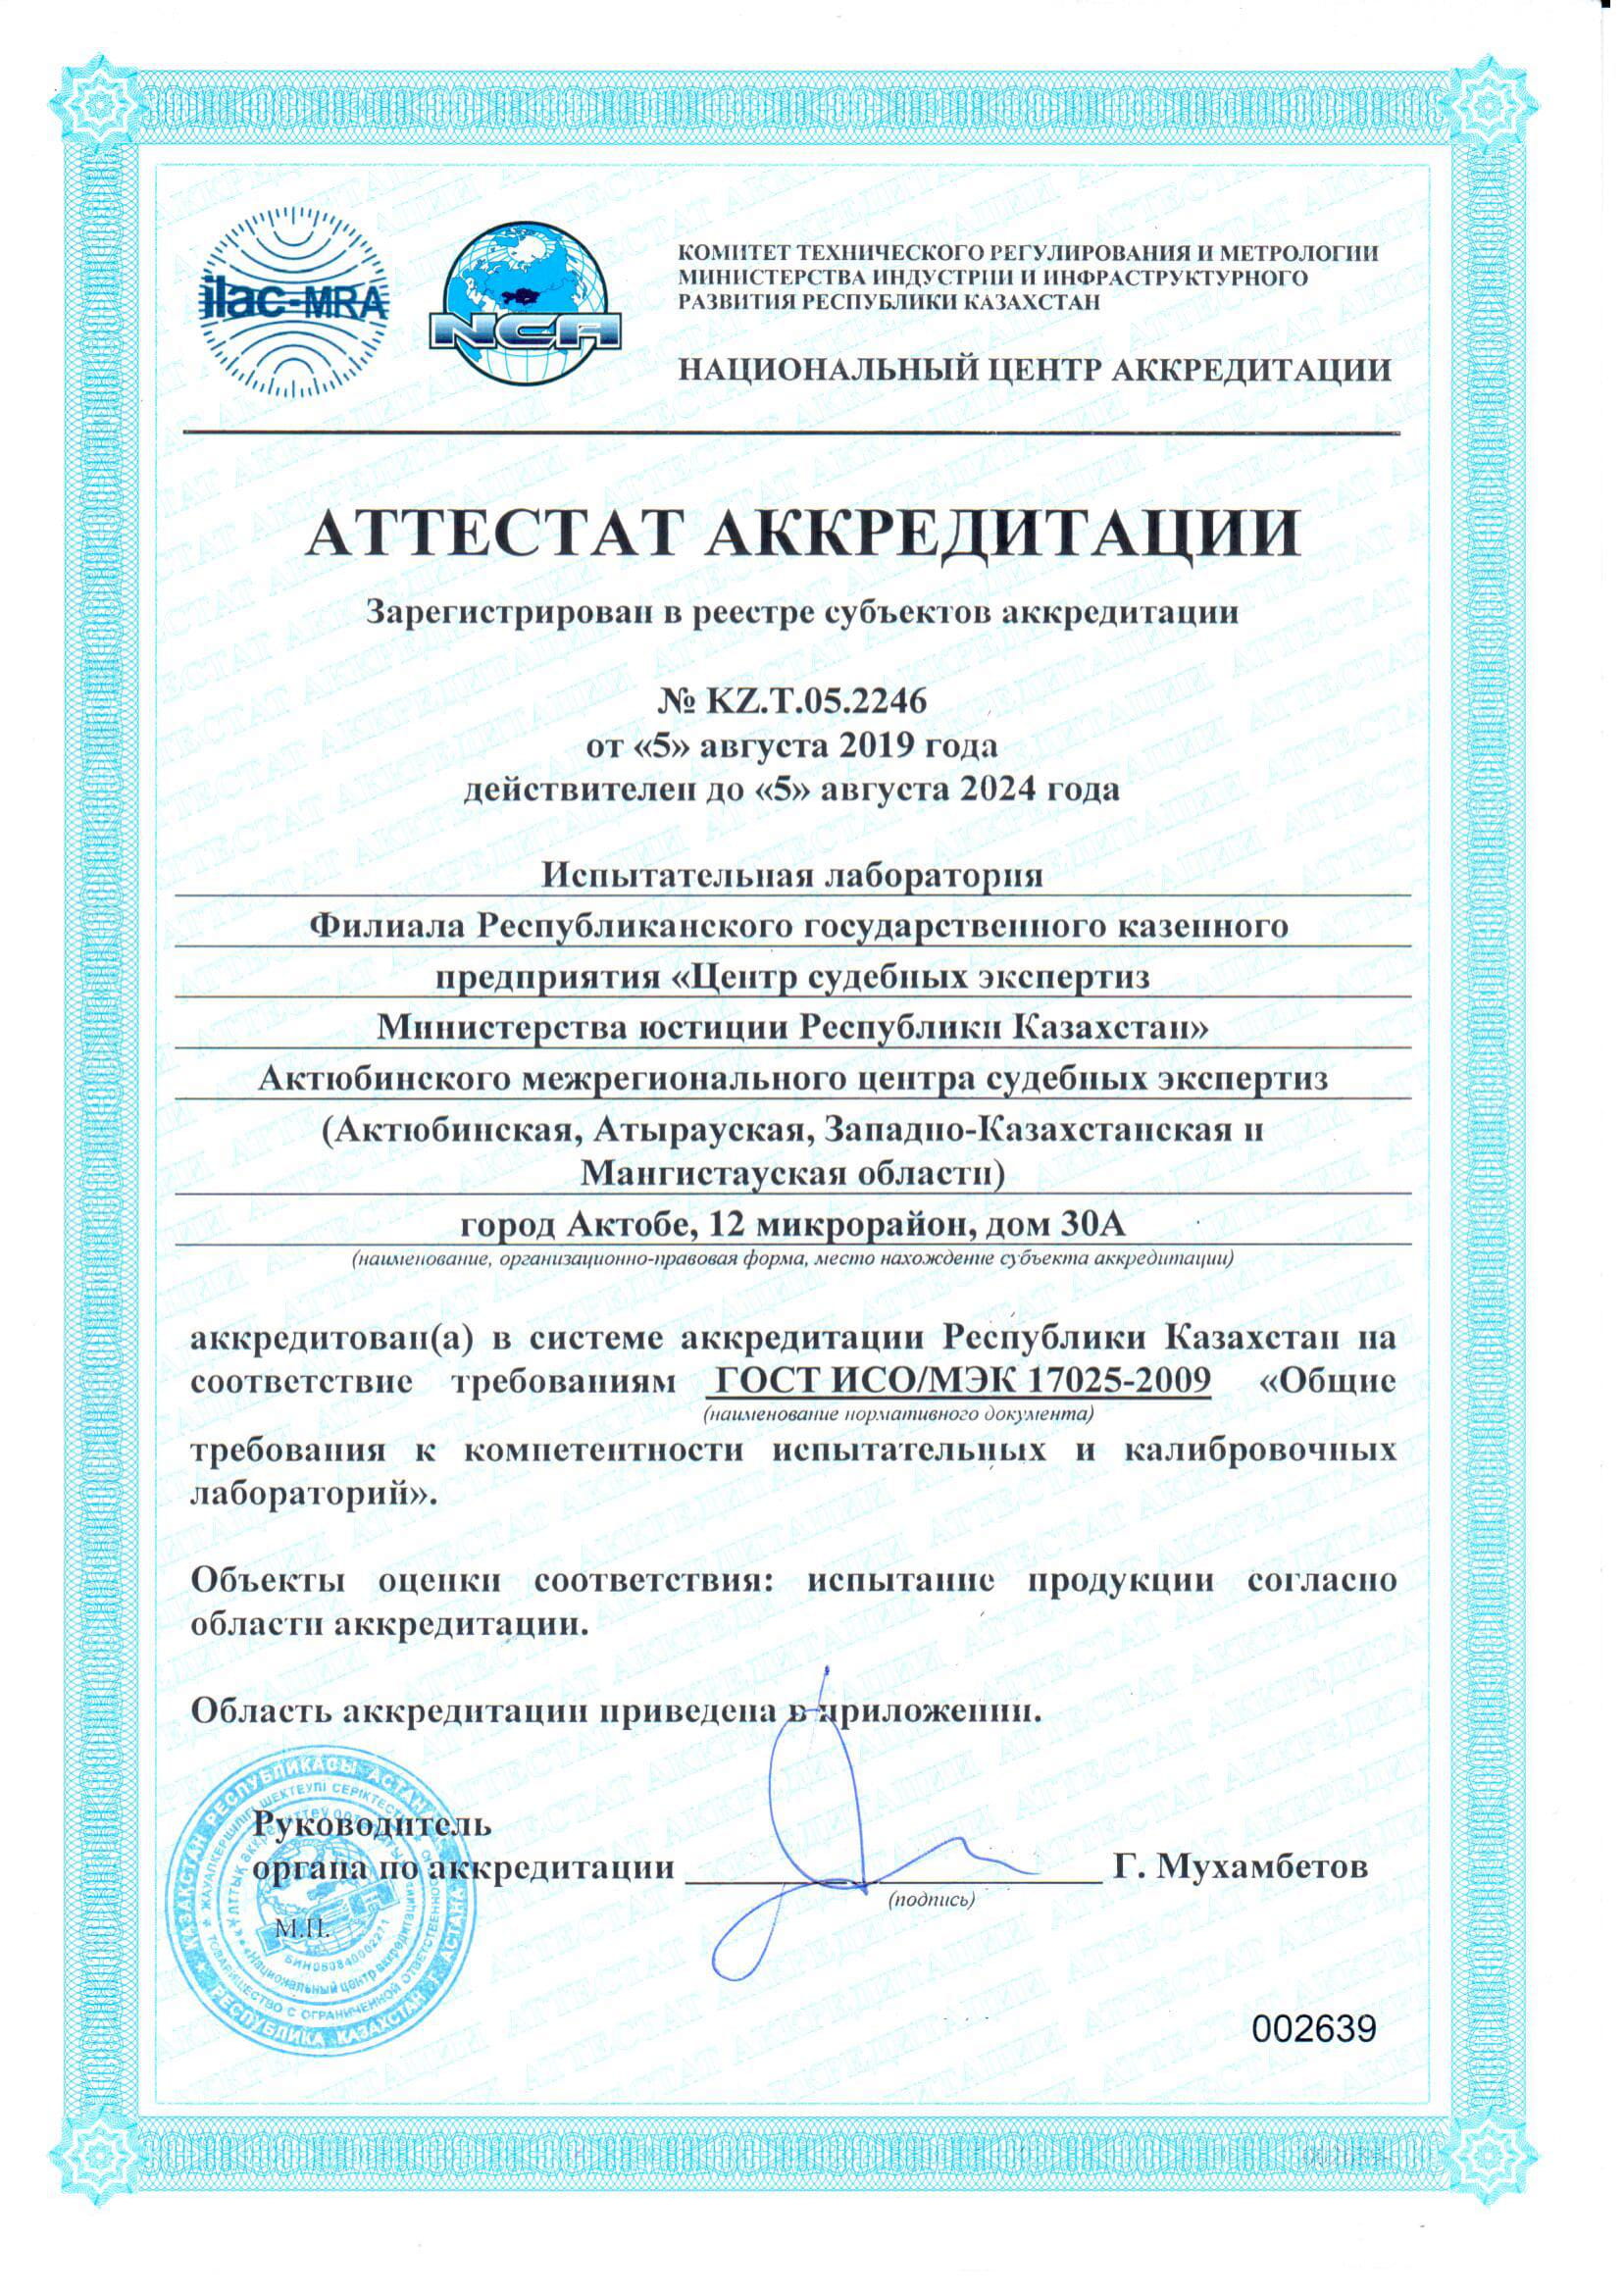 ilac-MRA
NCA
КОМИТЕТ ТЕХНИЧЕСКОГО РЕГУЛИРОВАНИЯ И МЕТРОЛОГИИ
МИНИСТЕРСТВА ИНДУСТРИИ И ИНФРАСТРУКТУРНОГО
РАЗВИТИЯ РЕСПУБЛИКИ КАЗАХСТАН
НАЦИОНАЛЬНЫЙ ЦЕНТР АККРЕДИТАЦИИ
АТТЕСТАТ АККРЕДИТАЦИИ
Зарегистрирован в реестре субъектов аккредитации
№ KZ.T.05.2246
от «5» августа 2019 года
действителен до «5» августа 2024 года
Испытательная лаборатория
Филиала Республиканского государственного казенного
предприятия «Центр судебных экспертиз
Министерства юстиции Республики Казахстан»
Актюбинского межрегионального центра судебных экспертиз
(Актюбинская, Атырауская, Западно-Казахстанская и
Мангистауская области)
город Актобе, 12 микрорайон, дом 30А
(наименование, организационно-правовая форма, место нахождение субъекта аккредитации)
аккредитован(а) в системе аккредитации Республики Казахстан на
соответствие требованиям ГОСТ ИСО/МЭК 17025-2009 «Общие
(наименование нормативного документа)
требования к компетентности испытательных и калибровочных
лабораторий».
Объекты оценки соответствия: испытание продукции согласно
области аккредитации.
Область аккредитации приведена в приложении.
Руководитель
органа по аккредитации Г. Мухамбетов
(подпись)
М.П.
ҚАЗАҚСТАН РЕСПУБЛИКАСЫ АСТАНА
РЕСПУБЛИКА КАЗАХСТАН Г. АСТАНА
ЖАУАПКЕРШІЛІГІ ШЕКТЕУЛІ СЕРІКТЕСТІГІ
ТОВАРИЩЕСТВО С ОГРАНИЧЕННОЙ ОТВЕТСТВЕННОСТЬЮ
«Национальный центр аккредитации»
002639